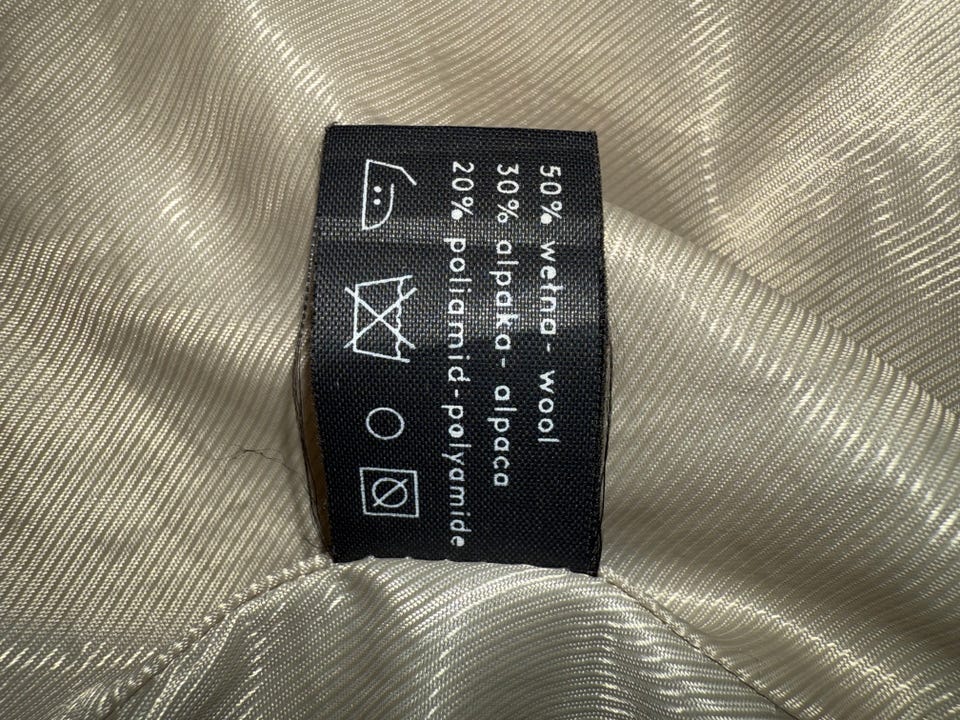 50% wełna - wool
30% alpaka - alpaca
20% poliamid - polyamide